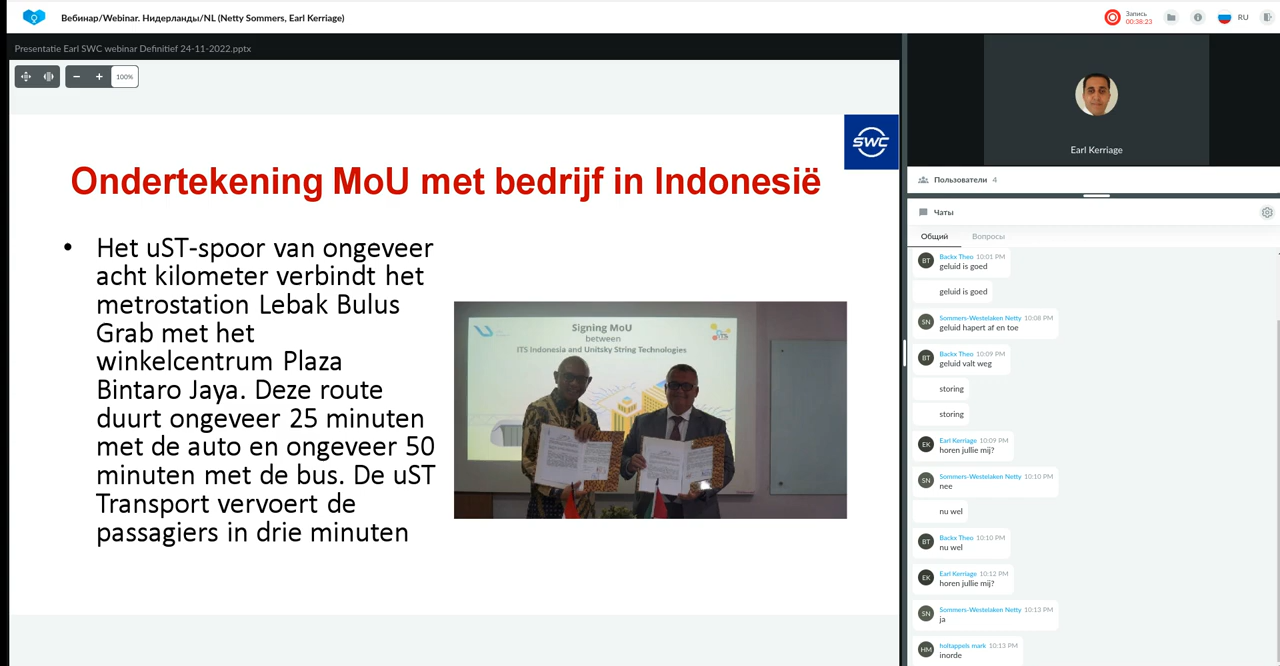 Вебинар/Webinar. Нидерланды/NL (Netty Sommers, Earl Kerriage)
Запись
00:38:23
RU
Presentatie Earl SWC webinar Definitief 24-11-2022.pptx
100%
SWC
Ondertekening MoU met bedrijf in Indonesië
• Het uST-spoor van ongeveer
acht kilometer verbindt het
metrostation Lebak Bulus
Grab met het
winkelcentrum Plaza
Bintaro Jaya. Deze route
duurt ongeveer 25 minuten
met de auto en ongeveer 50
minuten met de bus. De uST
Transport vervoert de
passagiers in drie minuten
Signing MoU
between
ITS Indonesia and Unitsky String Technologies
ITS
Earl Kerriage
Пользователи 4
Чаты
Общий Вопросы
BT
Backx Theo 10:01 PM
geluid is goed
geluid is goed
SN
Sommers-Westelaken Netty 10:08 PM
geluid hapert af en toe
BT
Backx Theo 10:09 PM
geluid valt weg
storing
storing
EK
Earl Kerriage 10:09 PM
horen jullie mij?
SN
Sommers-Westelaken Netty 10:10 PM
nee
nu wel
BT
Backx Theo 10:10 PM
nu wel
EK
Earl Kerriage 10:12 PM
horen jullie mij?
SN
Sommers-Westelaken Netty 10:13 PM
ja
HM
holtappels mark 10:13 PM
inorde